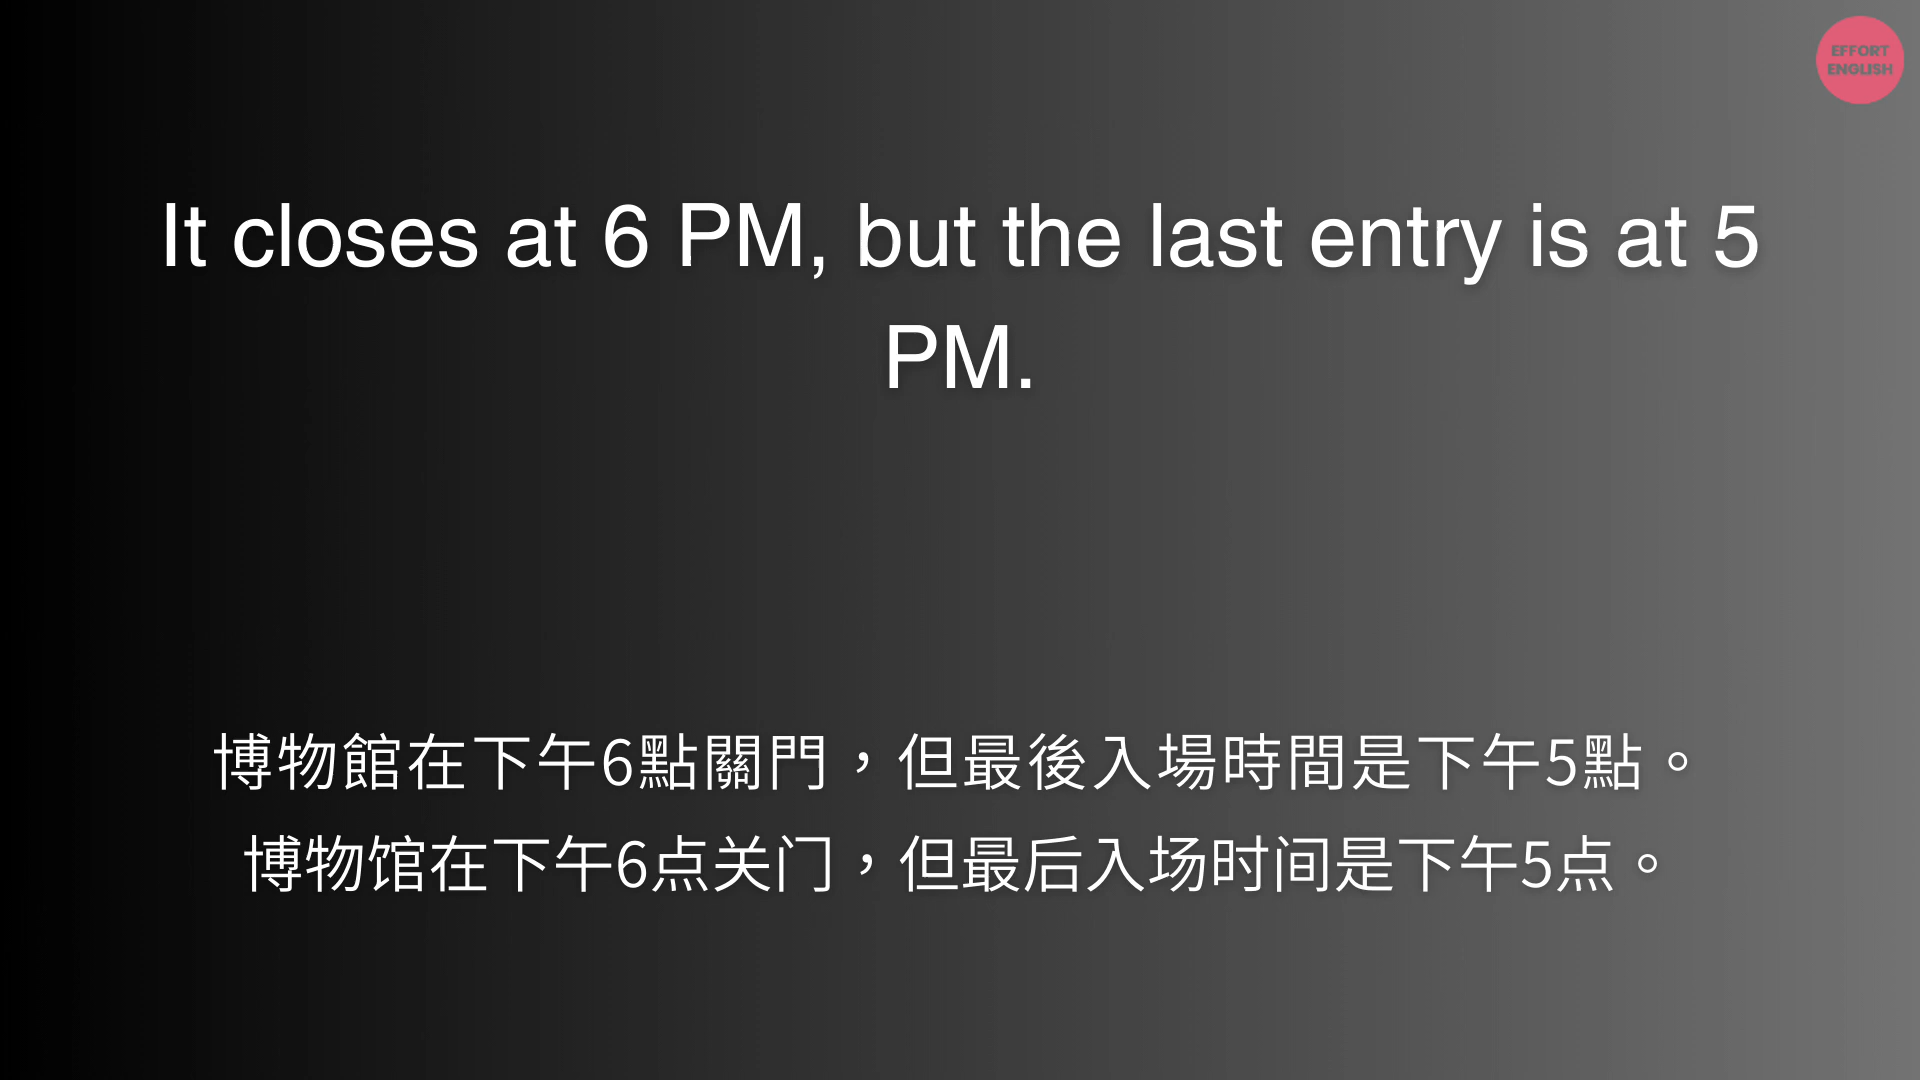 EFFORT
ENGLISH
It closes at 6 PM, but the last entry is at 5
PM.
博物館在下午6點關門，但最後入場時間是下午5點。
博物馆在下午6点关门，但最后入场时间是下午5点。